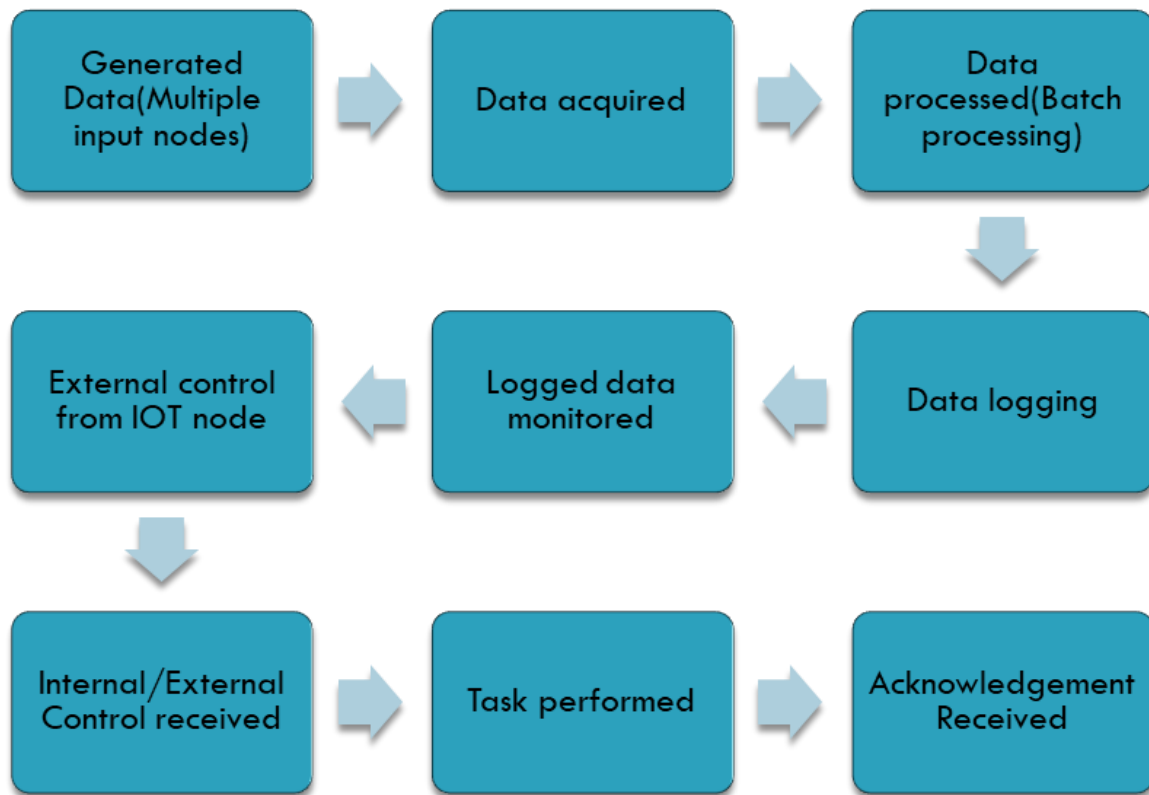 Generated
Data(Multiple
input nodes)
Data acquired
Data
processed(Batch
processing)
Data logging
Logged data
monitored
External control
from IOT node
Internal/External
Control received
Task performed
Acknowledgement
Received